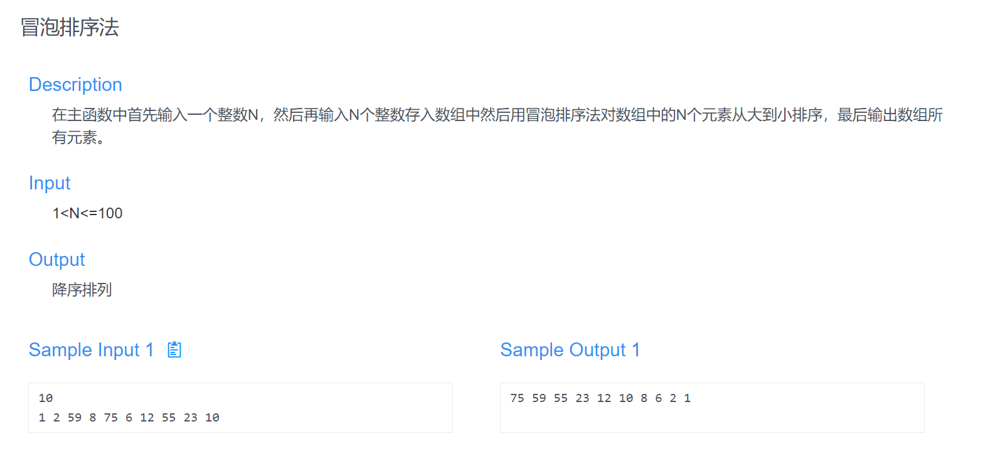 冒泡排序法
Description
在主函数中首先输入一个整数N，然后再输入N个整数存入数组中然后用冒泡排序法对数组中的N个元素从大到小排序，最后输出数组所
有元素。
Input
1<N<=100
Output
降序排列
Sample Input 1
Sample Output 1
10
1 2 59 8 75 6 12 55 23 10
75 59 55 23 12 10 8 6 2 1